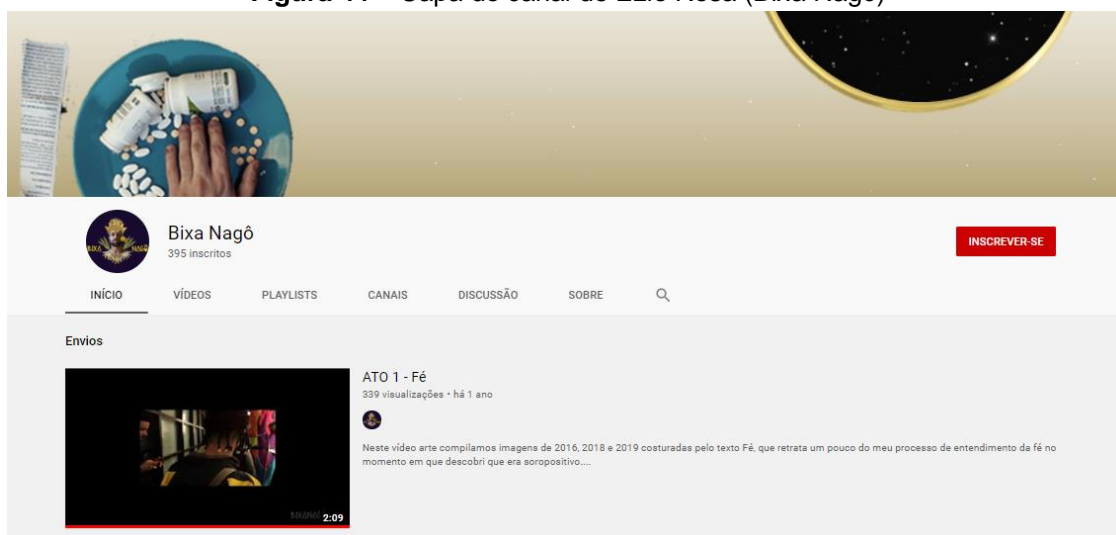 Bixa Nagô
395 inscritos
INSCREVER-SE
INÍCIO VÍDEOS PLAYLISTS CANAIS DISCUSSÃO SOBRE
Envios
ATO 1 - Fé
339 visualizações • há 1 ano
Neste vídeo arte compilamos imagens de 2016, 2018 e 2019 costuradas pelo texto Fé, que retrata um pouco do meu processo de entendimento da fé no
momento em que descobri que era soropositivo....
BIXANAGÔ 2:09